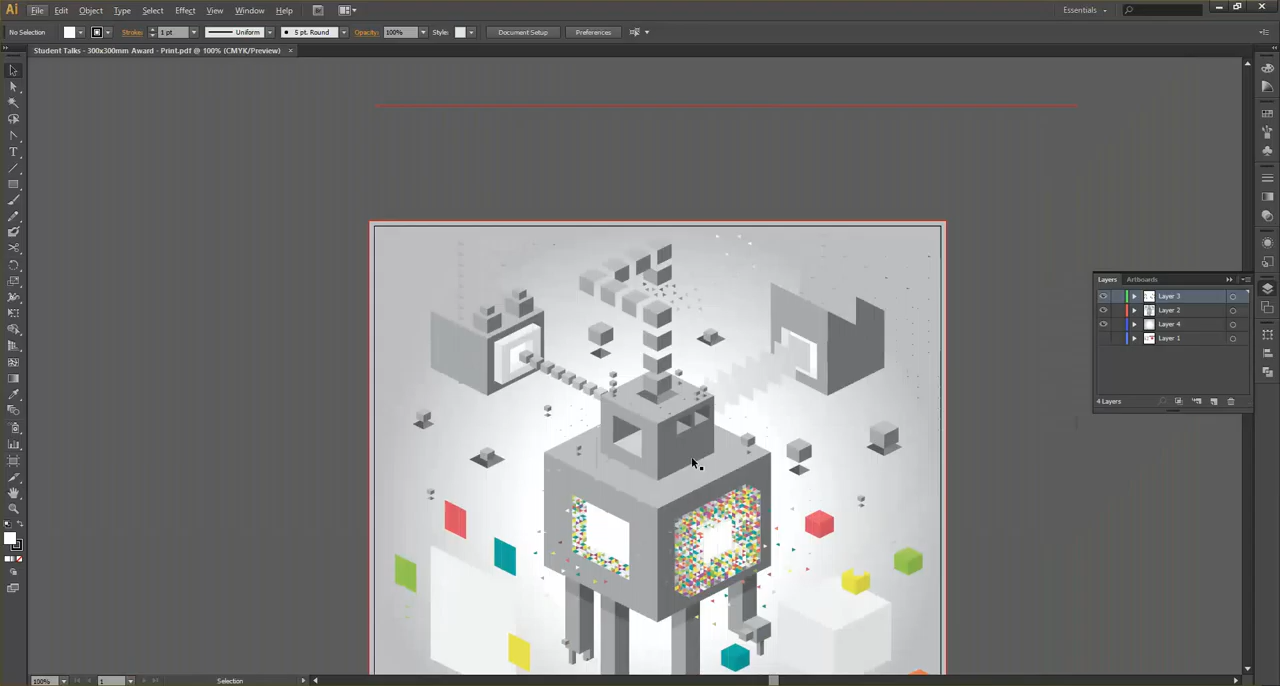 Ai File Edit Object Type Select Effect View Window Help Br Essentials
No Selection Stroke: 1 pt Uniform 5 pt. Round Opacity: 100% Style: Document Setup Preferences
Student Talks - 300x300mm Award - Print.pdf @ 100% (CMYK/Preview) ×
Layers Artboards
Layer 3
Layer 2
Layer 4
Layer 1
4 Layers
100% 1 Selection